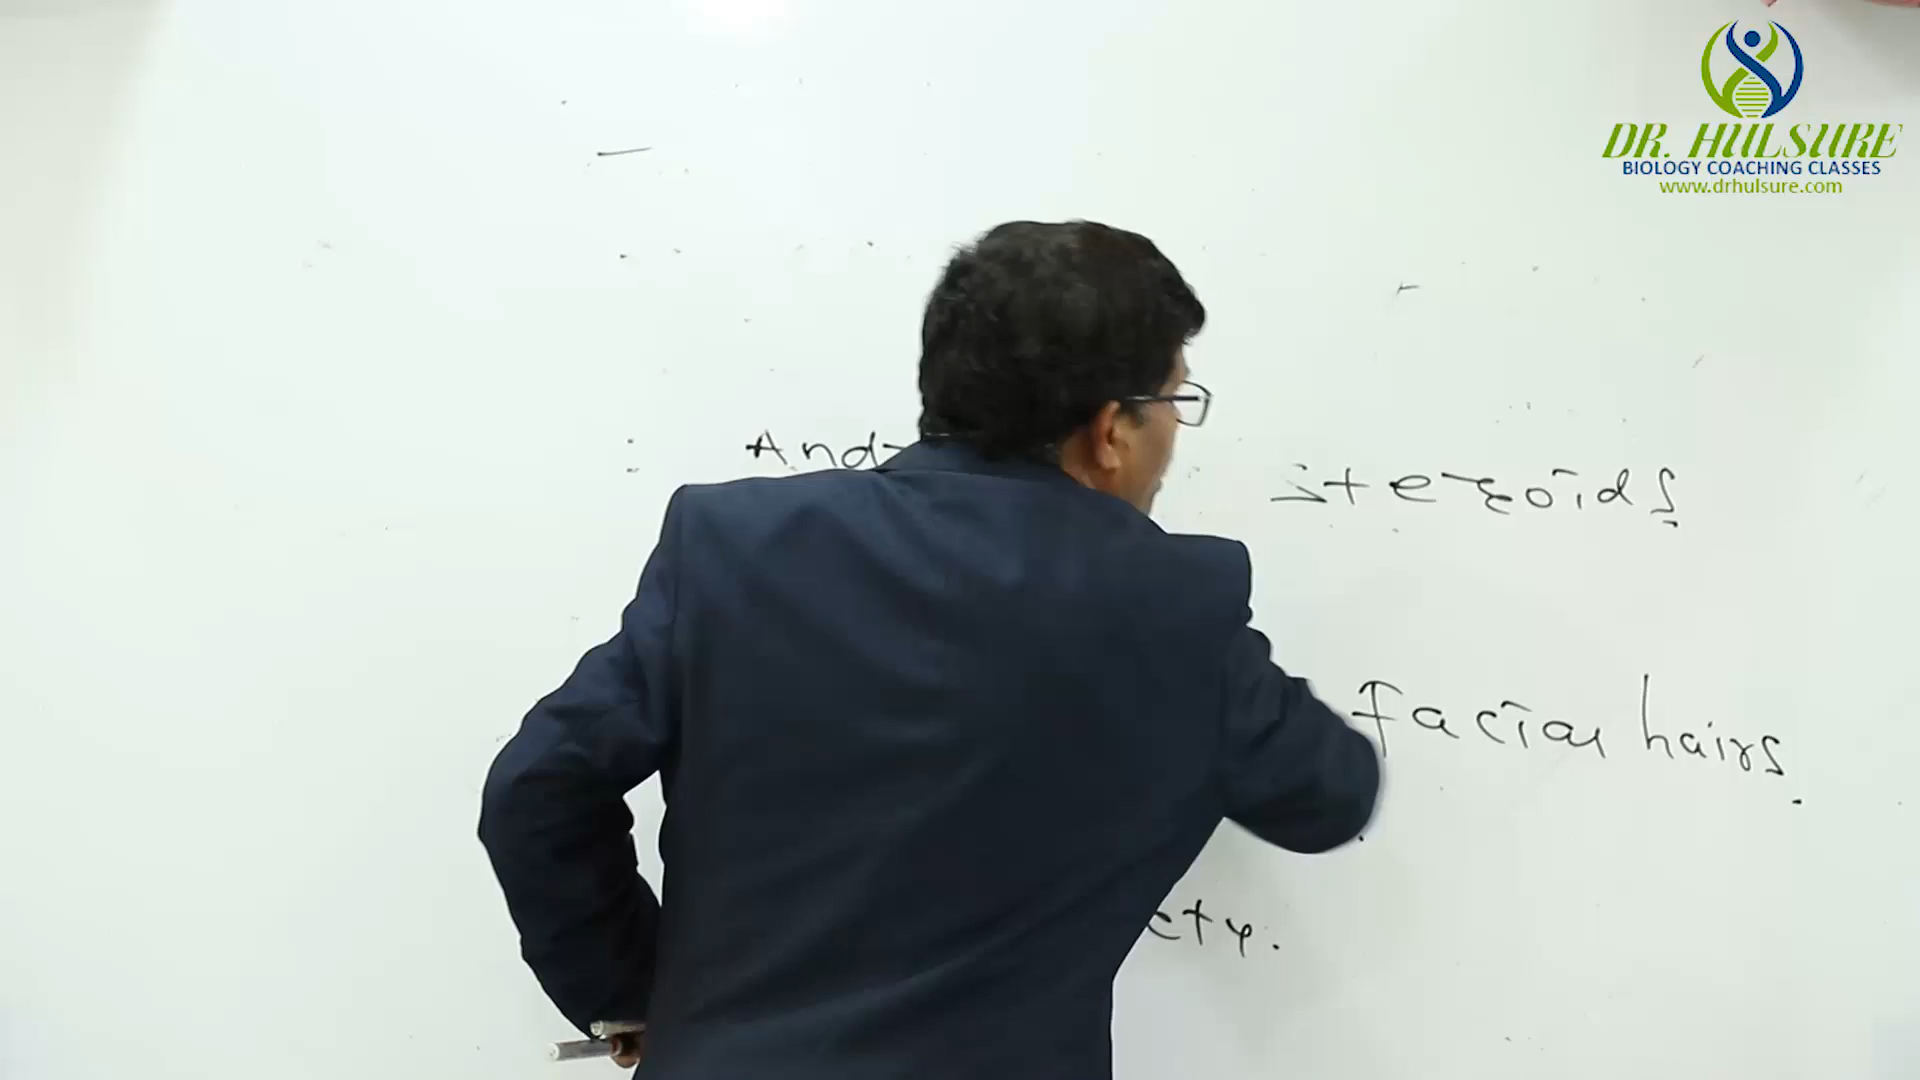 DR. HULSURE
BIOLOGY COACHING CLASSES
www.drhulsure.com
: And steroids
facial hairs.
ety.